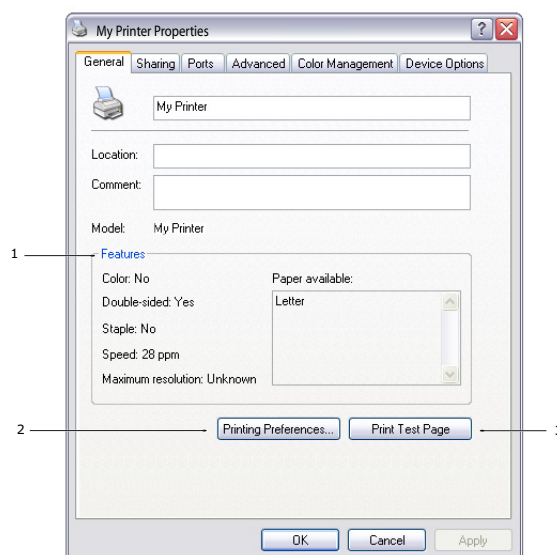 My Printer Properties
General Sharing Ports Advanced Color Management Device Options
My Printer
Location:
Comment:
Model: My Printer
1
Features
Color: No
Paper available:
Double-sided: Yes
Letter
Staple: No
Speed: 28 ppm
Maximum resolution: Unknown
2
Printing Preferences...
Print Test Page
OK Cancel Apply